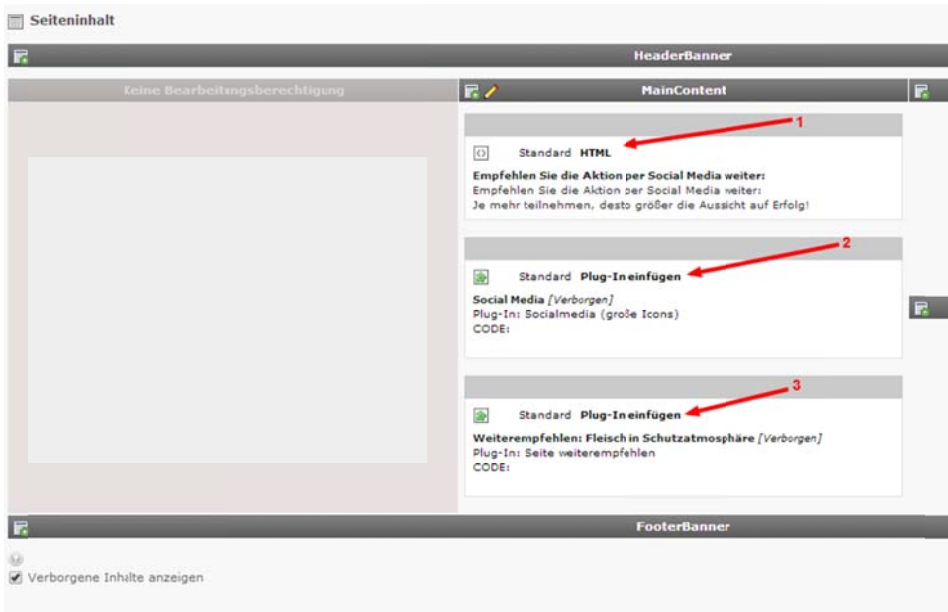 Seiteninhalt
HeaderBanner
Keine Bearbeitungsberechtigung
MainContent
1
Standard HTML
Empfehlen Sie die Aktion per Social Media weiter:
Empfehlen Sie die Aktion per Social Media weiter:
Je mehr teilnehmen, desto größer die Aussicht auf Erfolg!
2
Standard Plug-In einfügen
Social Media [Verborgen]
Plug-In: Socialmedia (große Icons)
CODE:
3
Standard Plug-In einfügen
Weiterempfehlen: Fleisch in Schutzatmosphäre [Verborgen]
Plug-In: Seite weiterempfehlen
CODE:
FooterBanner
Verborgene Inhalte anzeigen